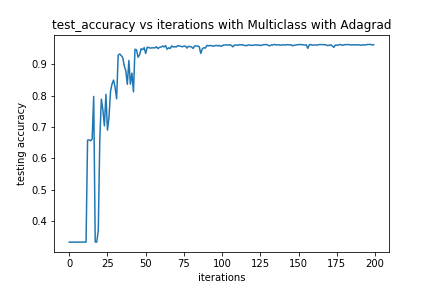 test_accuracy vs iterations with Multiclass with Adagrad
testing accuracy
0.9
0.8
0.7
0.6
0.5
0.4
0 25 50 75 100 125 150 175 200
iterations